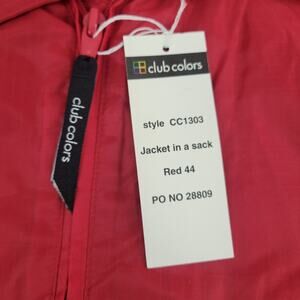 club colors
style CC1303
Jacket in a sack
Red 44
PO NO 28809
club colors